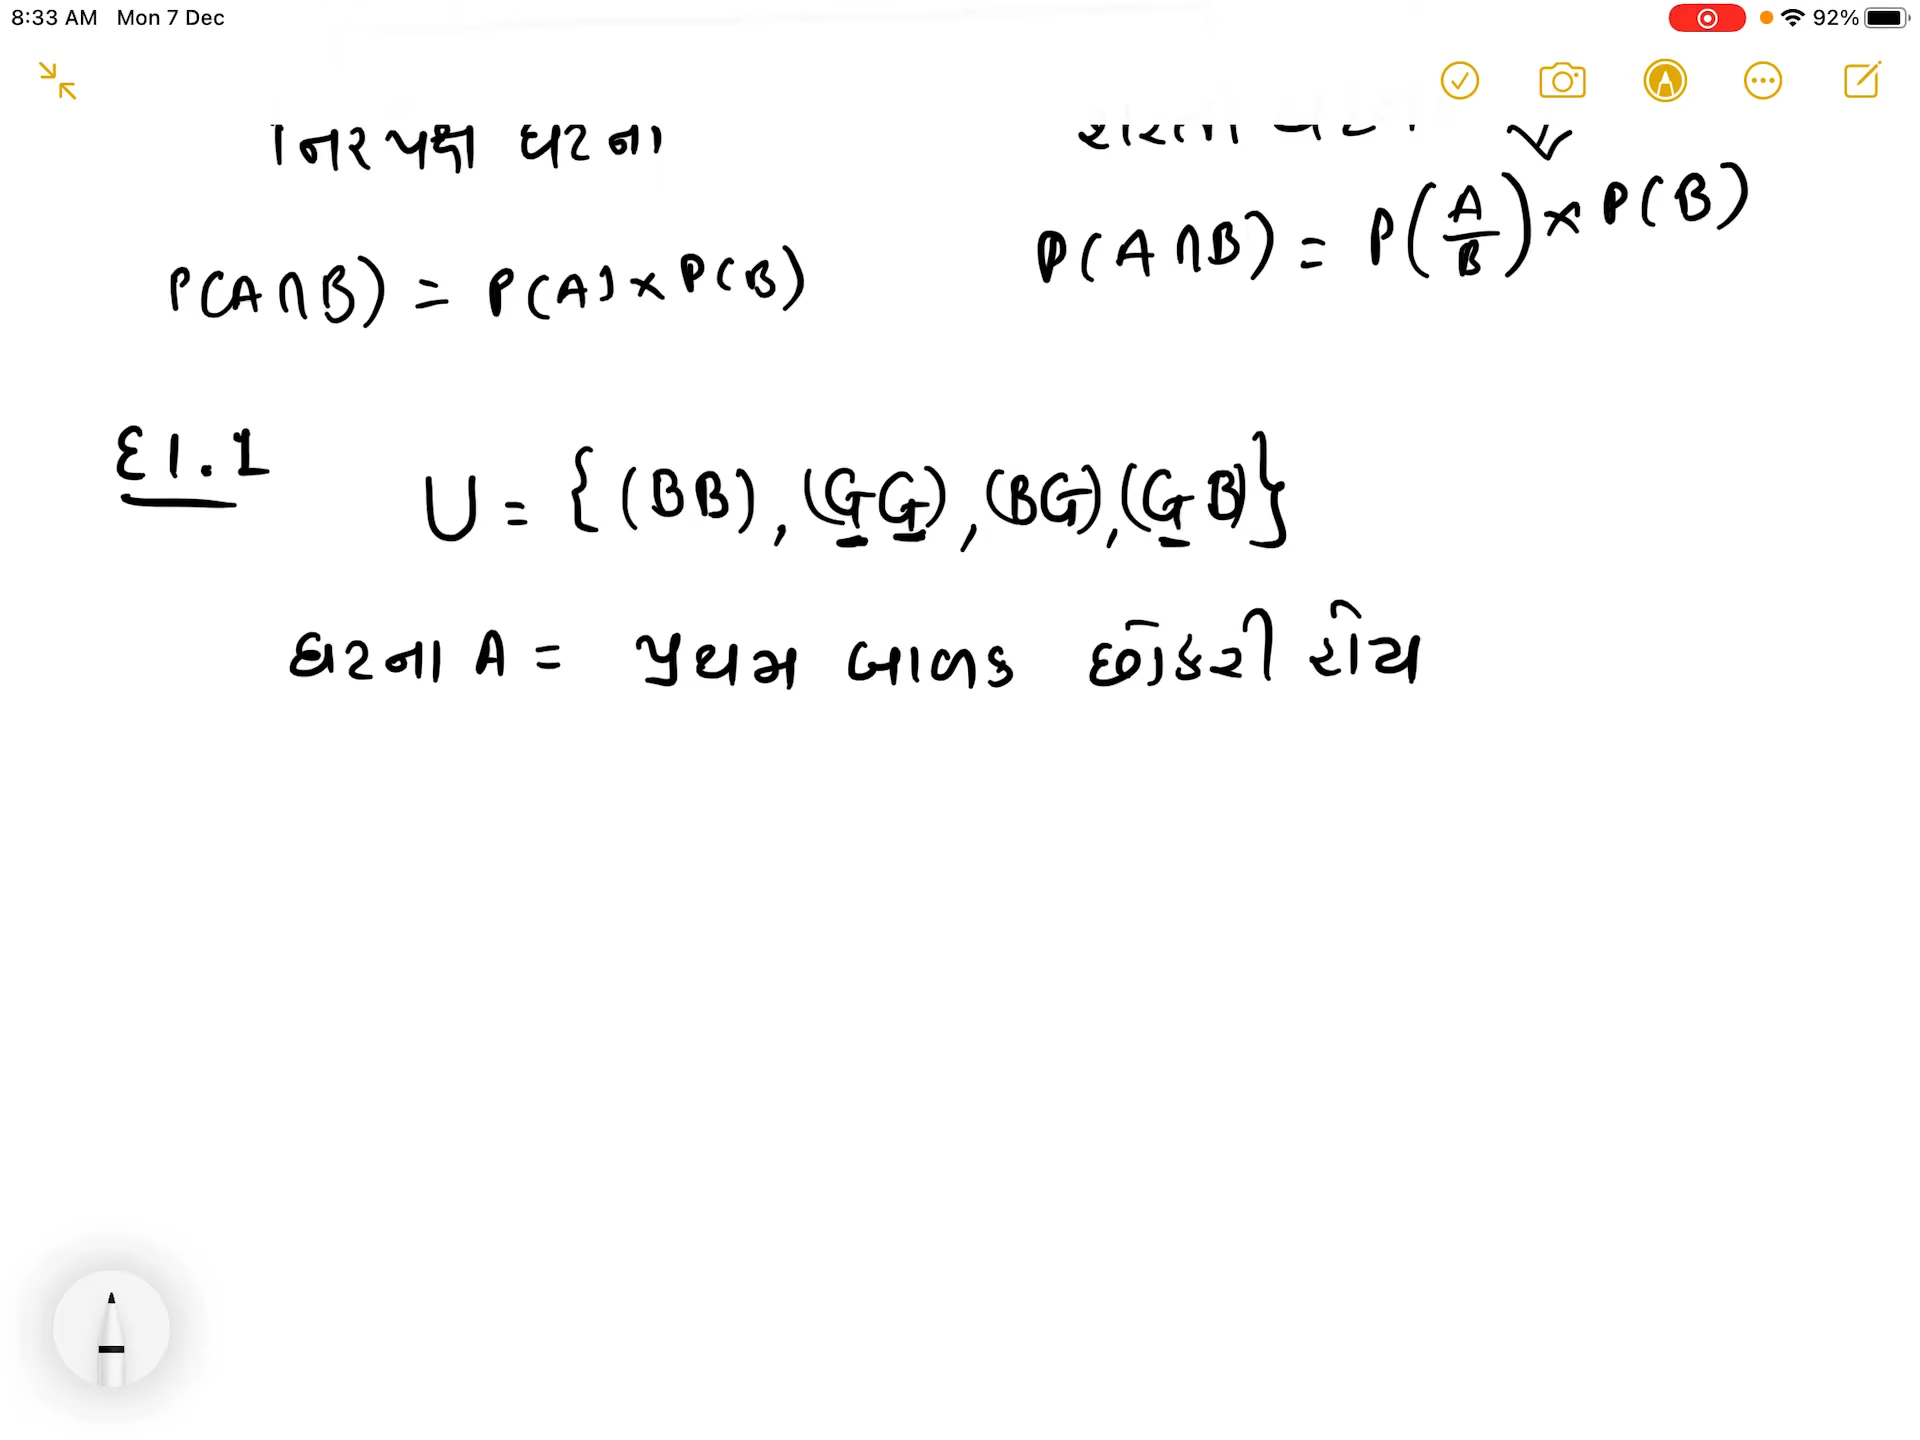 8:33 AM Mon 7 Dec 92%
નિરપેક્ષ ઘટના
P(A∩B) = P(A) × P(B)
P(A∩B) = P(A/B) × P(B)
દા.1
U = {(BB), (GG), (BG), (GB)}
ઘટના A = પ્રથમ બાળક છોકરી હોય